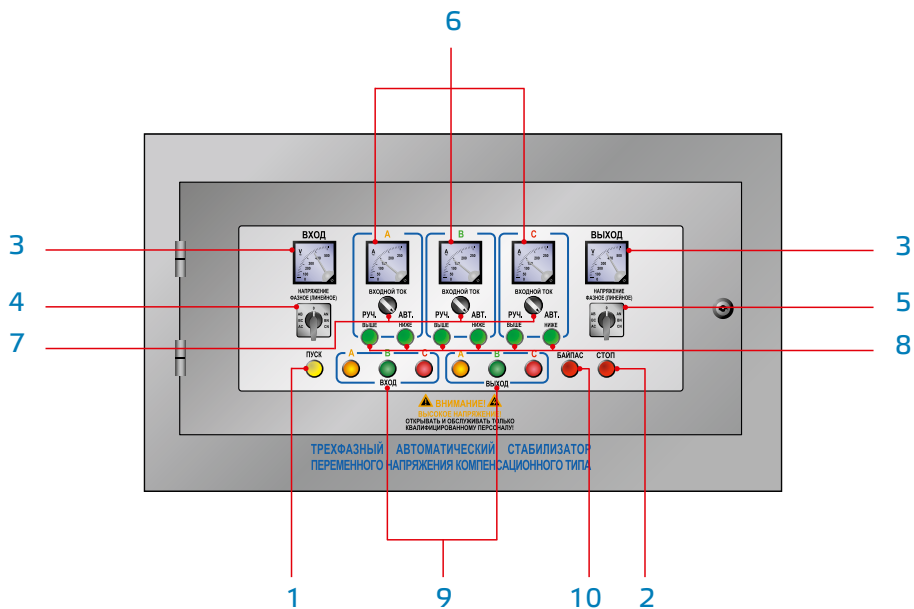 6
ВХОД
A
B
C
ВЫХОД
3
3
V
A
A
A
V
НАПРЯЖЕНИЕ
ФАЗНОЕ (ЛИНЕЙНОЕ)
ВХОДНОЙ ТОК
ВХОДНОЙ ТОК
ВХОДНОЙ ТОК
НАПРЯЖЕНИЕ
ФАЗНОЕ (ЛИНЕЙНОЕ)
4
5
РУЧ. АВТ.
РУЧ. АВТ.
РУЧ. АВТ.
ВЫШЕ НИЖЕ
ВЫШЕ НИЖЕ
ВЫШЕ НИЖЕ
7
8
ПУСК
A B C
A B C
БАЙПАС
СТОП
ВХОД
ВЫХОД
ВНИМАНИЕ!
ВЫСОКОЕ НАПРЯЖЕНИЕ!
ОТКРЫВАТЬ И ОБСЛУЖИВАТЬ ТОЛЬКО
КВАЛИФИЦИРОВАННОМУ ПЕРСОНАЛУ!
ТРЕХФАЗНЫЙ АВТОМАТИЧЕСКИЙ СТАБИЛИЗАТОР
ПЕРЕМЕННОГО НАПРЯЖЕНИЯ КОМПЕНСАЦИОННОГО ТИПА
1
9
10
2